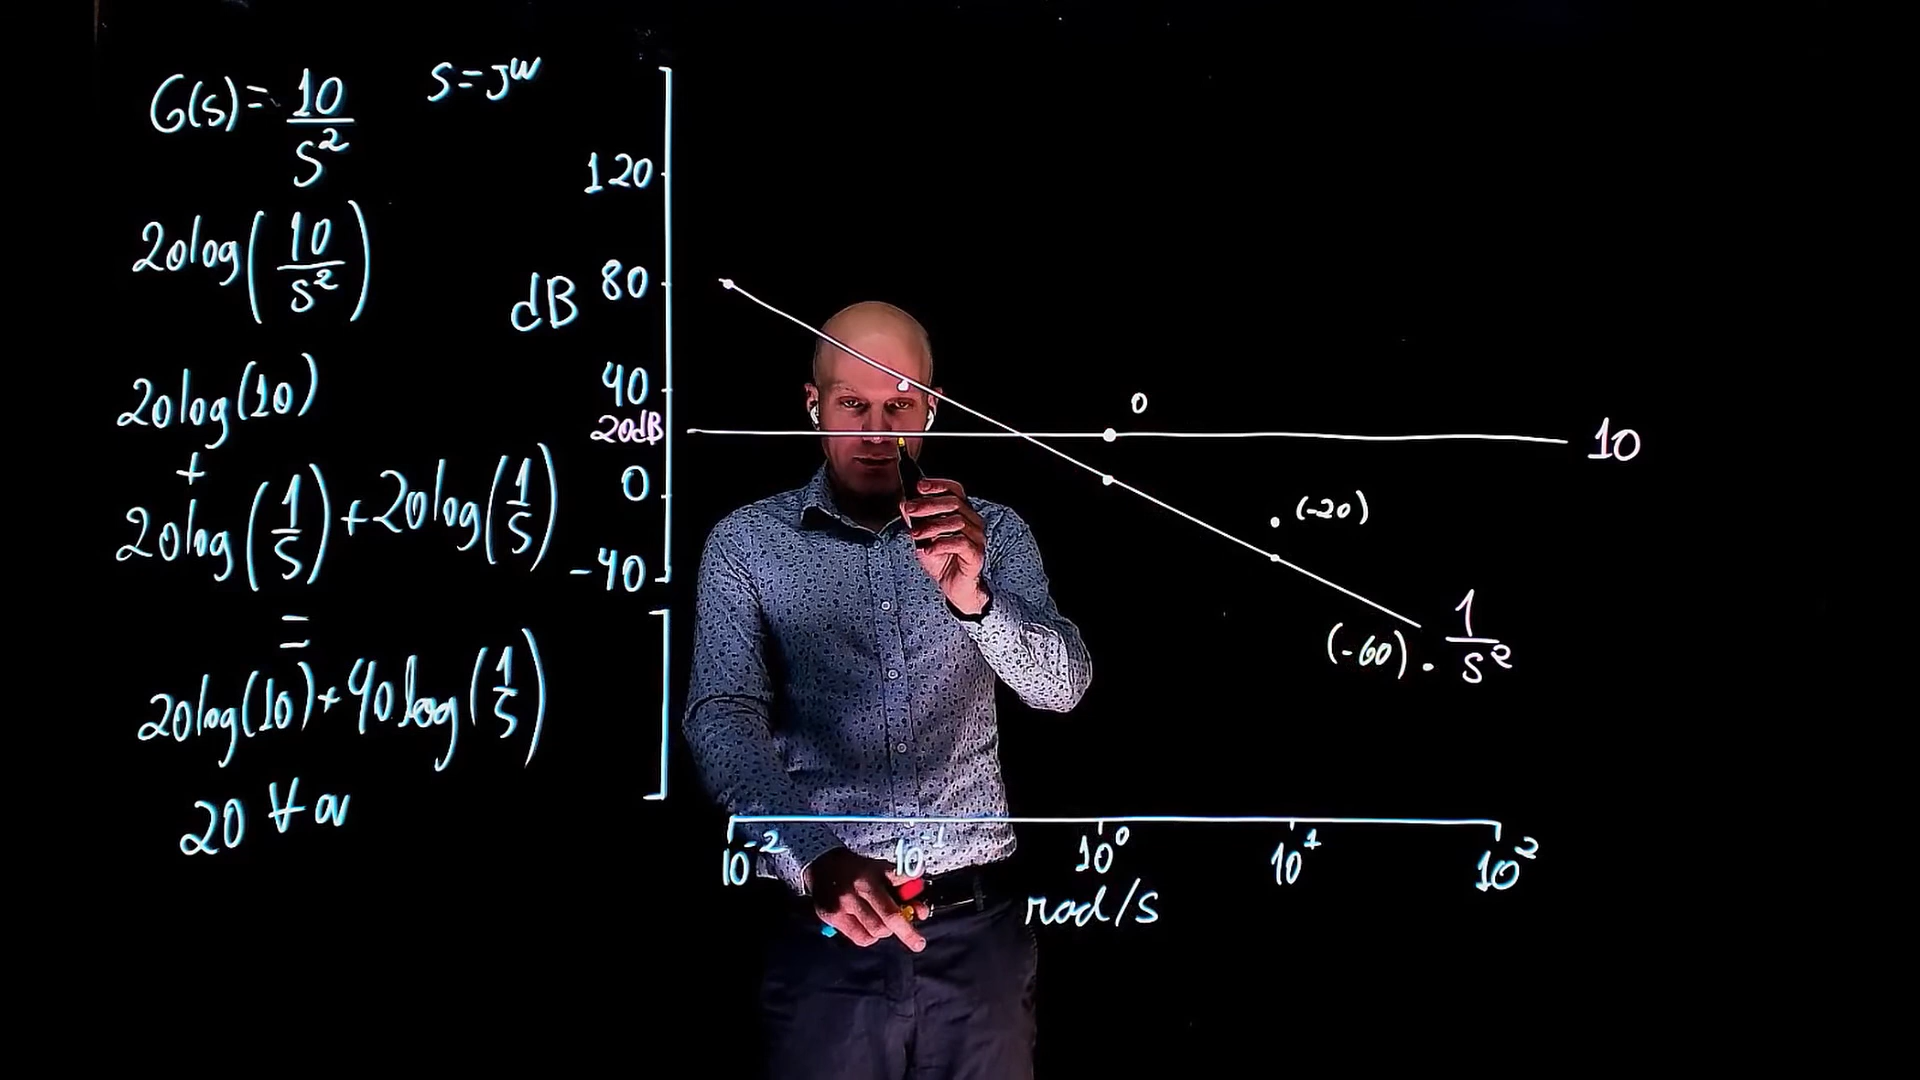 G(s)=10/s²
s=jw
20log(10/s²)
20log(10)
+
20log(1/s)+20log(1/s)
=
20log(10)+40log(1/s)
20 ∀ w
dB
120
80
40
20dB
0
-40
0
10
(-20)
(-60)
1/s²
10⁻² 10⁻¹ 10⁰ 10¹ 10²
rad/s